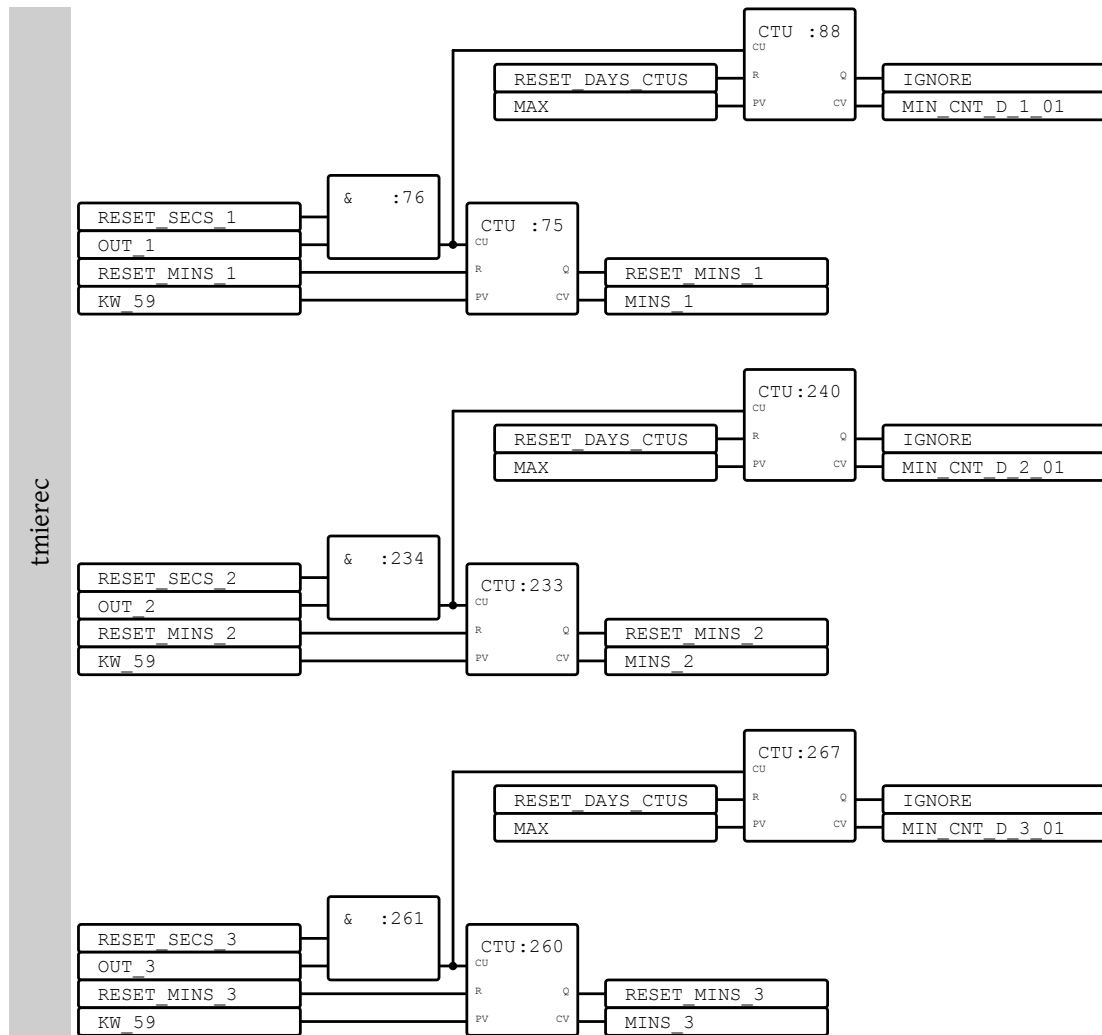 tmierec
CTU :88
CU
RESET_DAYS_CTUS R Q IGNORE
MAX PV CV MIN_CNT_D_1_01
& :76
RESET_SECS_1 CTU :75
OUT_1 CU
RESET_MINS_1 R Q RESET_MINS_1
KW_59 PV CV MINS_1
CTU:240
CU
RESET_DAYS_CTUS R Q IGNORE
MAX PV CV MIN_CNT_D_2_01
& :234
RESET_SECS_2 CTU:233
OUT_2 CU
RESET_MINS_2 R Q RESET_MINS_2
KW_59 PV CV MINS_2
CTU:267
CU
RESET_DAYS_CTUS R Q IGNORE
MAX PV CV MIN_CNT_D_3_01
& :261
RESET_SECS_3 CTU:260
OUT_3 CU
RESET_MINS_3 R Q RESET_MINS_3
KW_59 PV CV MINS_3